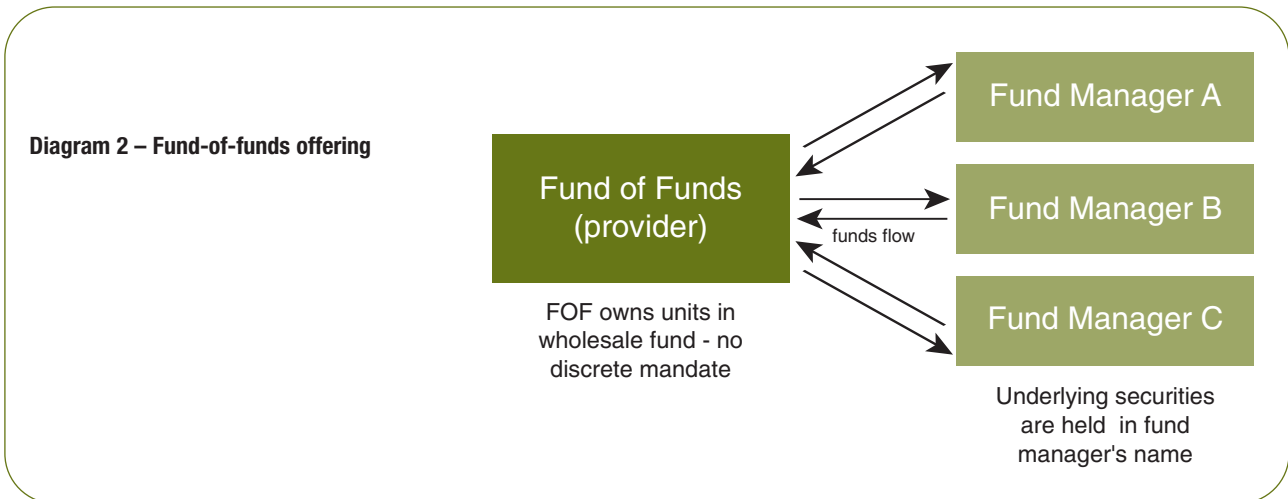 Diagram 2 – Fund-of-funds offering
Fund of Funds
(provider)
FOF owns units in
wholesale fund - no
discrete mandate
funds flow
Fund Manager A
Fund Manager B
Fund Manager C
Underlying securities
are held in fund
manager's name